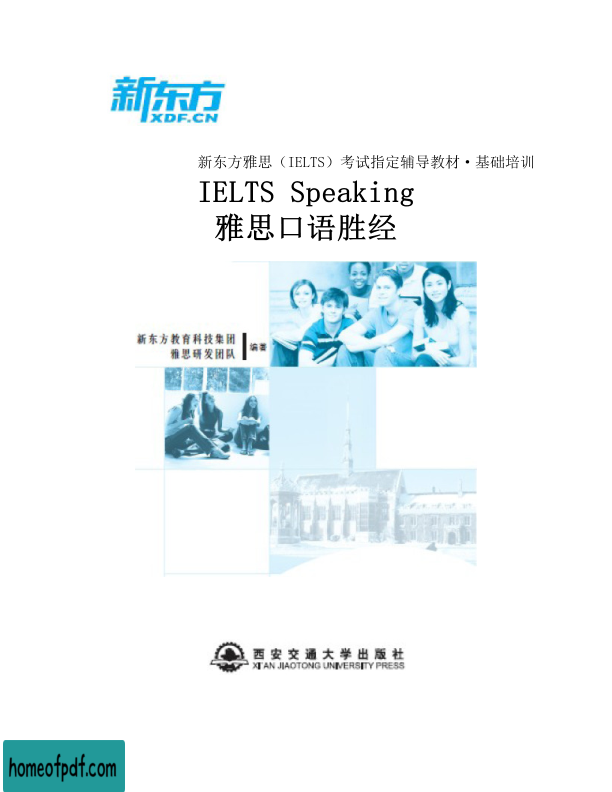 新东方
XDF.CN
新东方雅思（IELTS）考试指定辅导教材·基础培训
IELTS Speaking
雅思口语胜经
新东方教育科技集团
雅思研发团队
编著
西安交通大学出版社
XI'AN JIAOTONG UNIVERSITY PRESS
homeofpdf.com